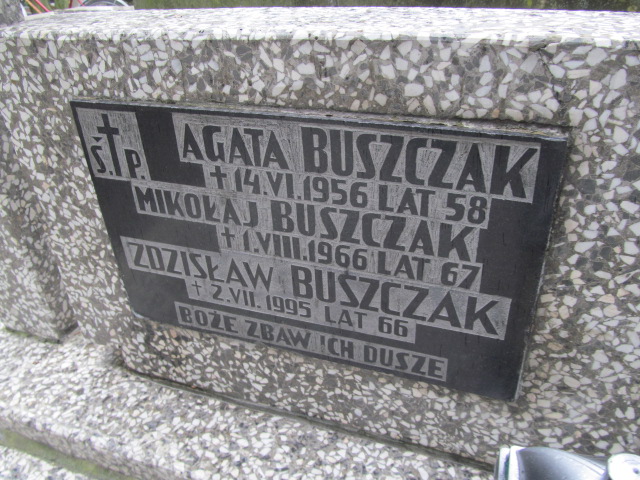 Ś.P.
AGATA BUSZCZAK
✝14.VI.1956 LAT 58
MIKOŁAJ BUSZCZAK
✝1.VIII.1966 LAT 67
ZDZISŁAW BUSZCZAK
✝2.VII.1995 LAT 66
BOŻE ZBAW ICH DUSZE